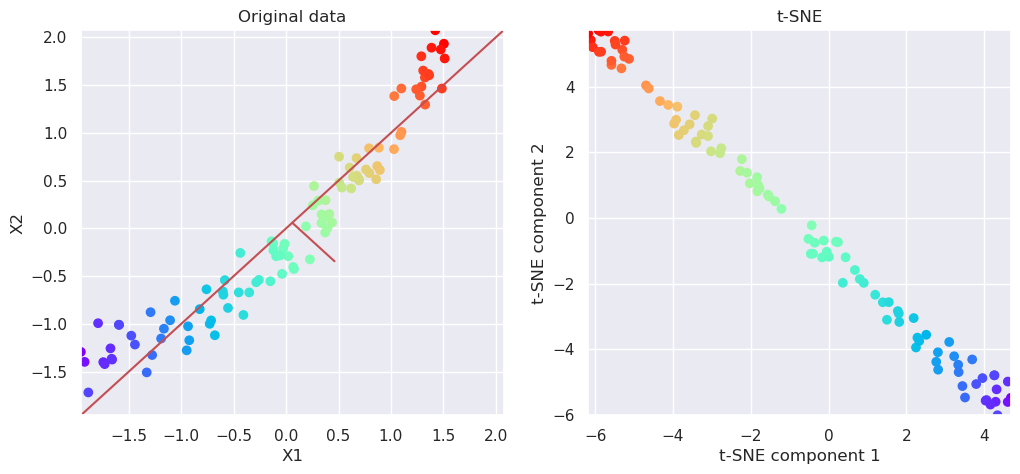 Original data
2.0
1.5
1.0
0.5
0.0
−0.5
−1.0
−1.5
X2
−1.5 −1.0 −0.5 0.0 0.5 1.0 1.5 2.0
X1
t-SNE
4
2
0
−2
−4
−6
t-SNE component 2
−6 −4 −2 0 2 4
t-SNE component 1